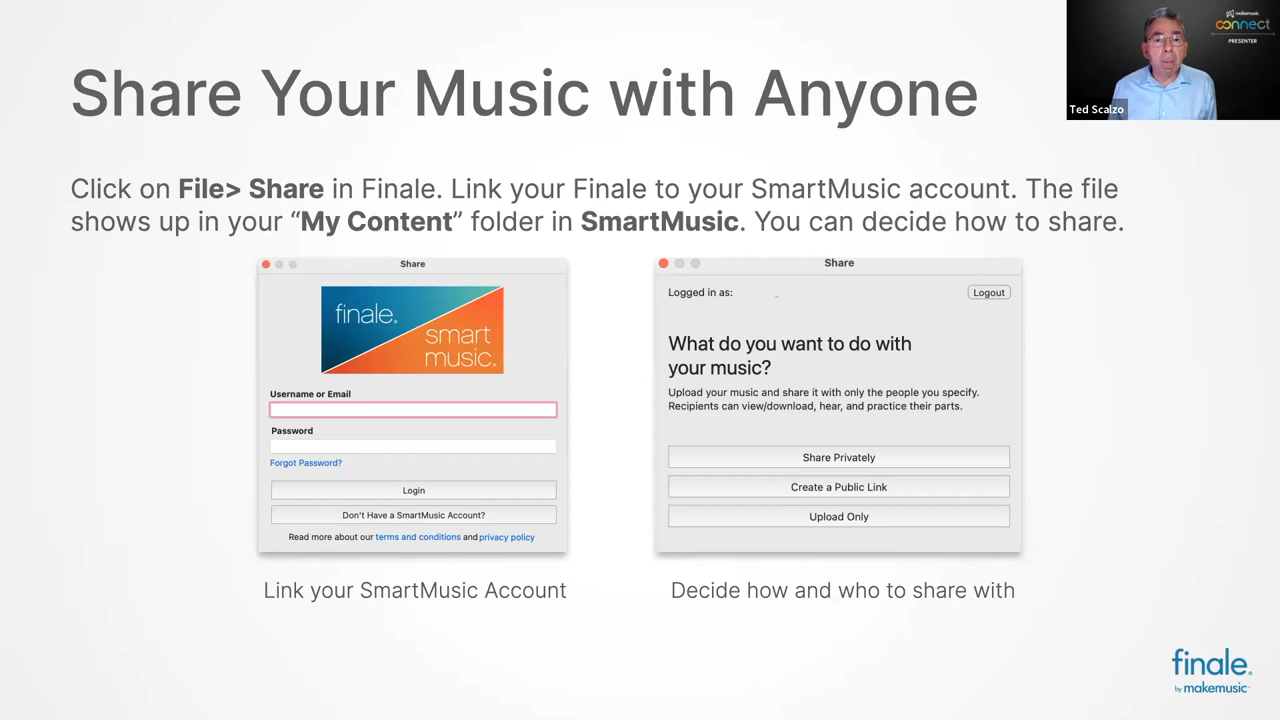 Share Your Music with Anyone
makemusic
connect
PRESENTER
Ted Scalzo
Click on File> Share in Finale. Link your Finale to your SmartMusic account. The file
shows up in your “My Content” folder in SmartMusic. You can decide how to share.
Share
finale.
smart
music.
Username or Email
Password
Forgot Password?
Login
Don't Have a SmartMusic Account?
Read more about our terms and conditions and privacy policy
Link your SmartMusic Account
Share
Logged in as:
Logout
What do you want to do with
your music?
Upload your music and share it with only the people you specify.
Recipients can view/download, hear, and practice their parts.
Share Privately
Create a Public Link
Upload Only
Decide how and who to share with
finale.
by makemusic